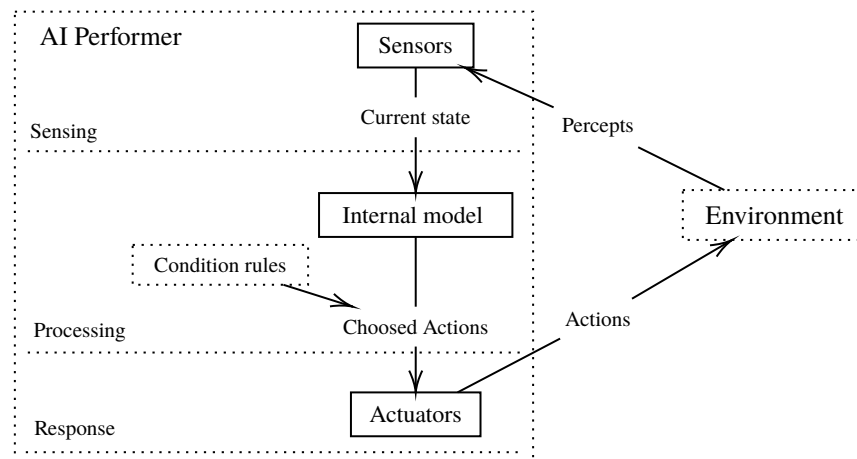 AI Performer
Sensors
Current state
Sensing
Percepts
Internal model
Environment
Condition rules
Processing
Choosed Actions
Actions
Actuators
Response